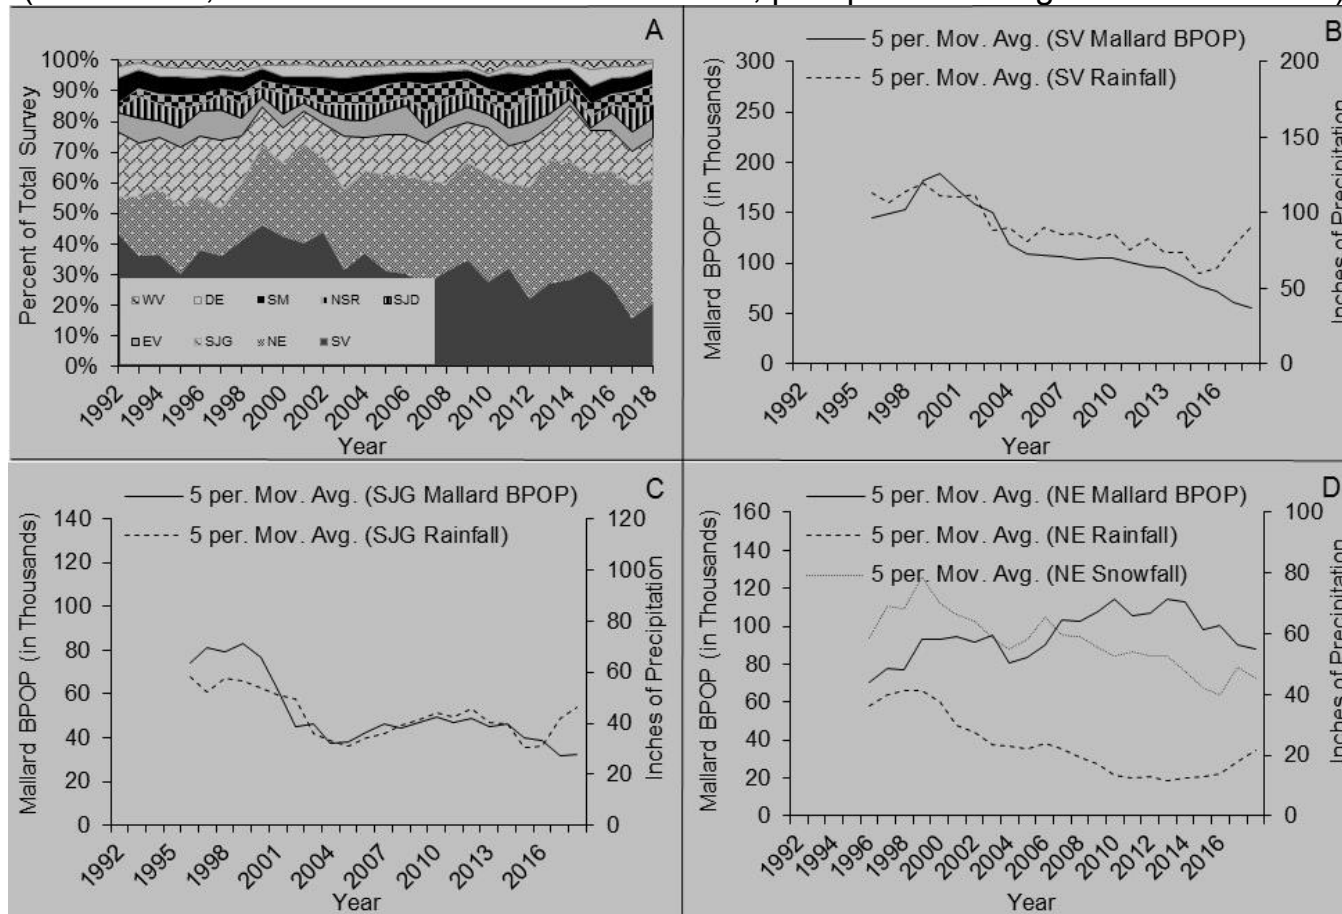 A
100%
90%
80%
70%
60%
50%
40%
30%
20%
10%
0%
Percent of Total Survey
WV DE SM NSR SJD
EV SJG NE SV
1992 1994 1996 1998 2000 2002 2004 2006 2008 2010 2012 2014 2016 2018
Year
B
5 per. Mov. Avg. (SV Mallard BPOP)
5 per. Mov. Avg. (SV Rainfall)
300
250
200
150
100
50
0
Mallard BPOP (in Thousands)
200
150
100
50
0
Inches of Precipitation
1992 1995 1998 2001 2004 2007 2010 2013 2016
Year
C
5 per. Mov. Avg. (SJG Mallard BPOP)
5 per. Mov. Avg. (SJG Rainfall)
140
120
100
80
60
40
20
0
Mallard BPOP (in Thousands)
120
100
80
60
40
20
0
Inches of Precipitation
1992 1995 1998 2001 2004 2007 2010 2013 2016
Year
D
5 per. Mov. Avg. (NE Mallard BPOP)
5 per. Mov. Avg. (NE Rainfall)
5 per. Mov. Avg. (NE Snowfall)
160
140
120
100
80
60
40
20
0
Mallard BPOP (in Thousands)
100
80
60
40
20
0
Inches of Precipitation
1992 1994 1996 1998 2000 2002 2004 2006 2008 2010 2012 2014 2016
Year